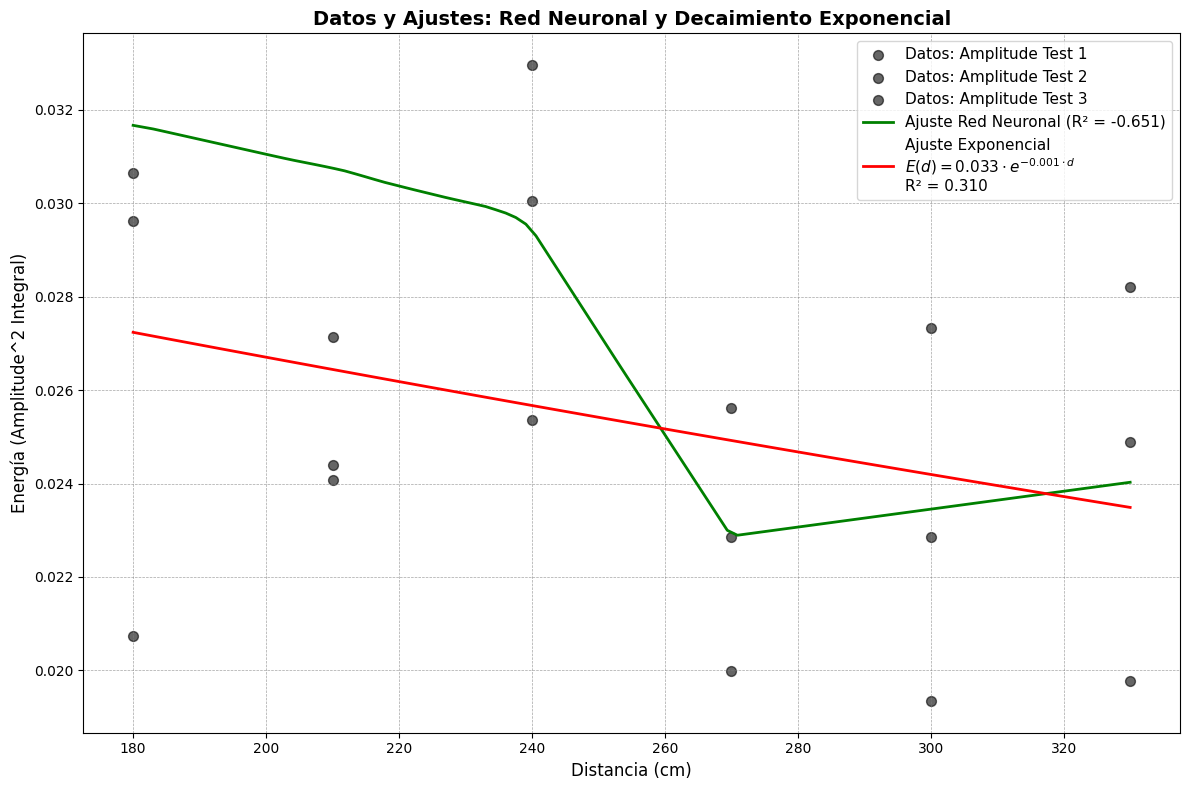 Datos y Ajustes: Red Neuronal y Decaimiento Exponencial
Datos: Amplitude Test 1
Datos: Amplitude Test 2
Datos: Amplitude Test 3
Ajuste Red Neuronal (R² = -0.651)
Ajuste Exponencial
E(d) = 0.033 · e^{−0.001·d}
R² = 0.310
Energía (Amplitude^2 Integral)
0.032
0.030
0.028
0.026
0.024
0.022
0.020
180 200 220 240 260 280 300 320
Distancia (cm)